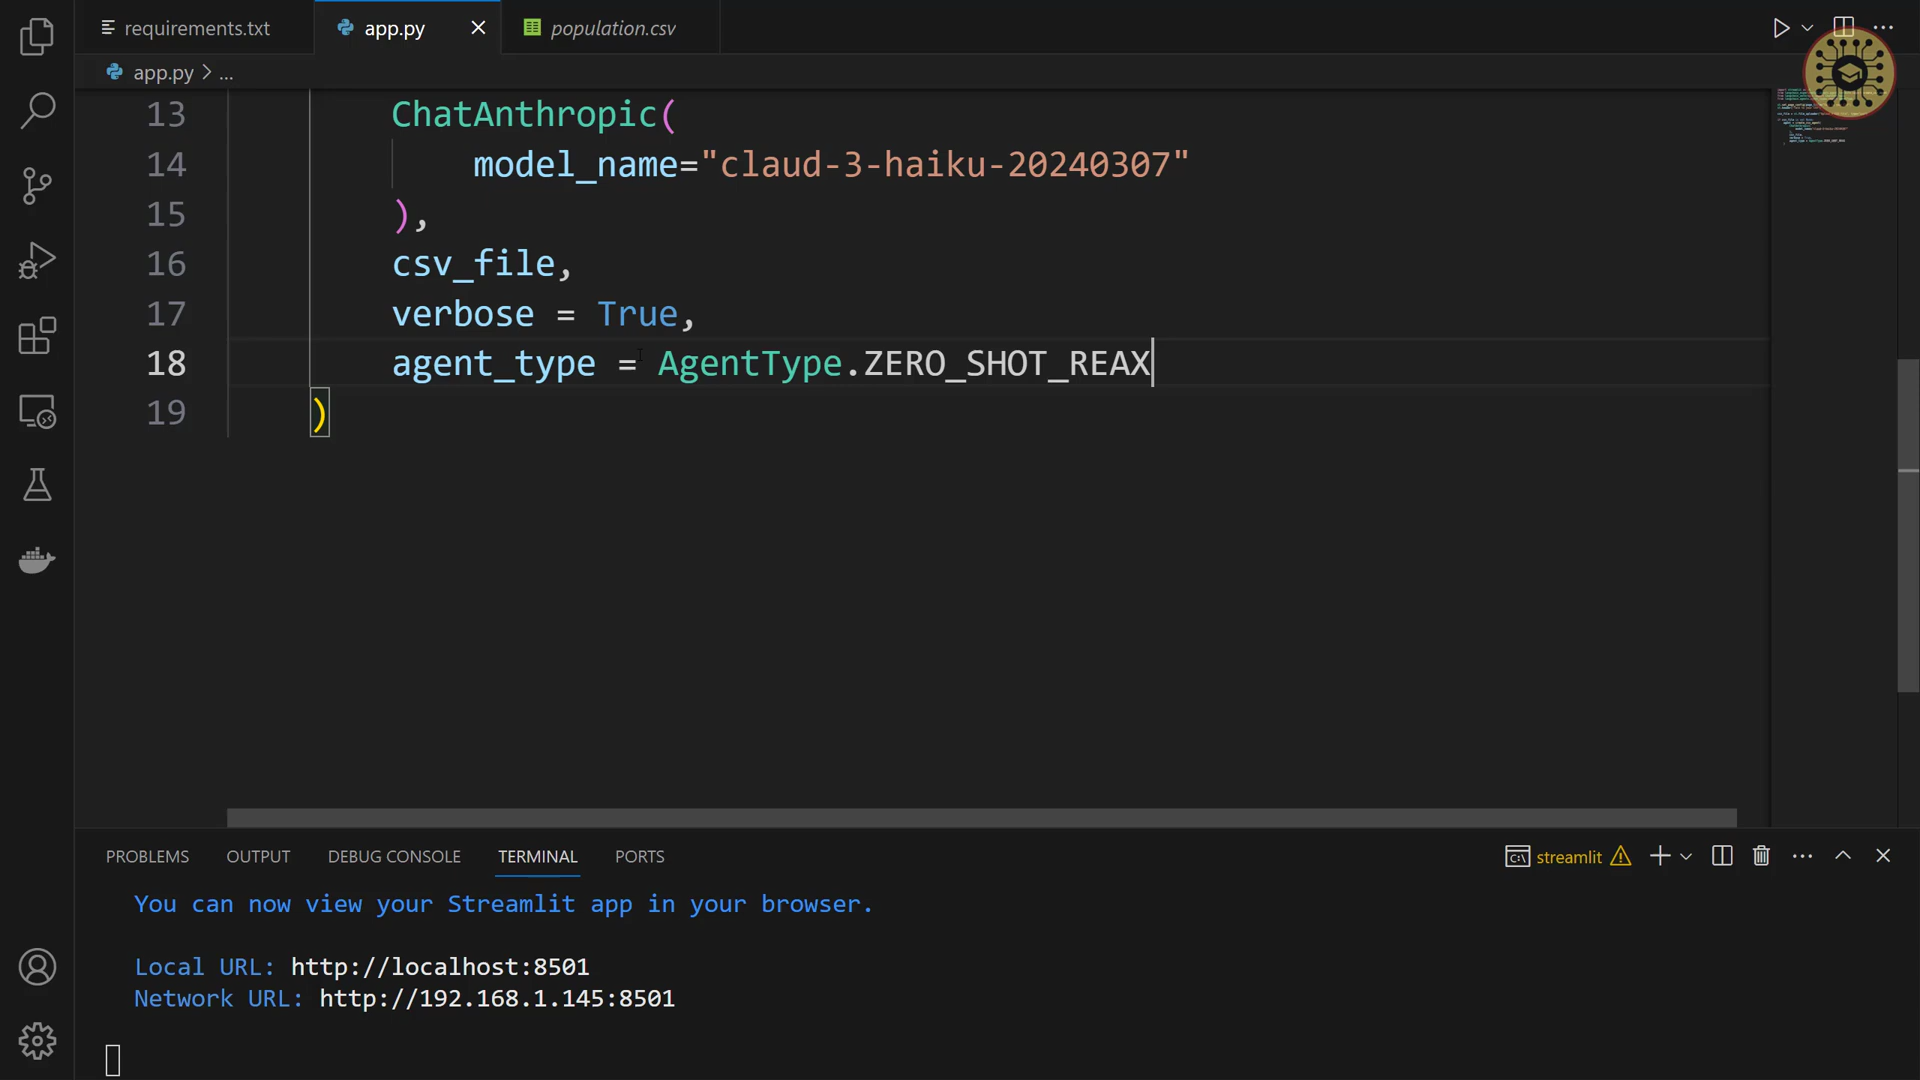 requirements.txt
app.py
population.csv
app.py > ...
13 ChatAnthropic(
14 model_name="claud-3-haiku-20240307"
15 ),
16 csv_file,
17 verbose = True,
18 agent_type = AgentType.ZERO_SHOT_REAX
19 )
PROBLEMS OUTPUT DEBUG CONSOLE TERMINAL PORTS
streamlit
You can now view your Streamlit app in your browser.
Local URL: http://localhost:8501
Network URL: http://192.168.1.145:8501